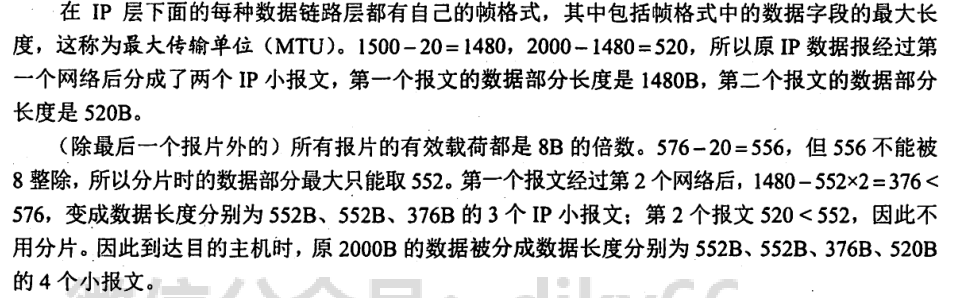 在 IP 层下面的每种数据链路层都有自己的帧格式，其中包括帧格式中的数据字段的最大长
度，这称为最大传输单位（MTU）。1500－20＝1480，2000－1480＝520，所以原 IP 数据报经过第
一个网络后分成了两个 IP 小报文，第一个报文的数据部分长度是 1480B，第二个报文的数据部分
长度是 520B。
（除最后一个报片外的）所有报片的有效载荷都是 8B 的倍数。576－20＝556，但 556 不能被
8 整除，所以分片时的数据部分最大只能取 552。第一个报文经过第 2 个网络后，1480－552×2＝376＜
576，变成数据长度分别为 552B、552B、376B 的 3 个 IP 小报文；第 2 个报文 520＜552，因此不
用分片。因此到达目的主机时，原 2000B 的数据被分成数据长度分别为 552B、552B、376B、520B
的 4 个小报文。